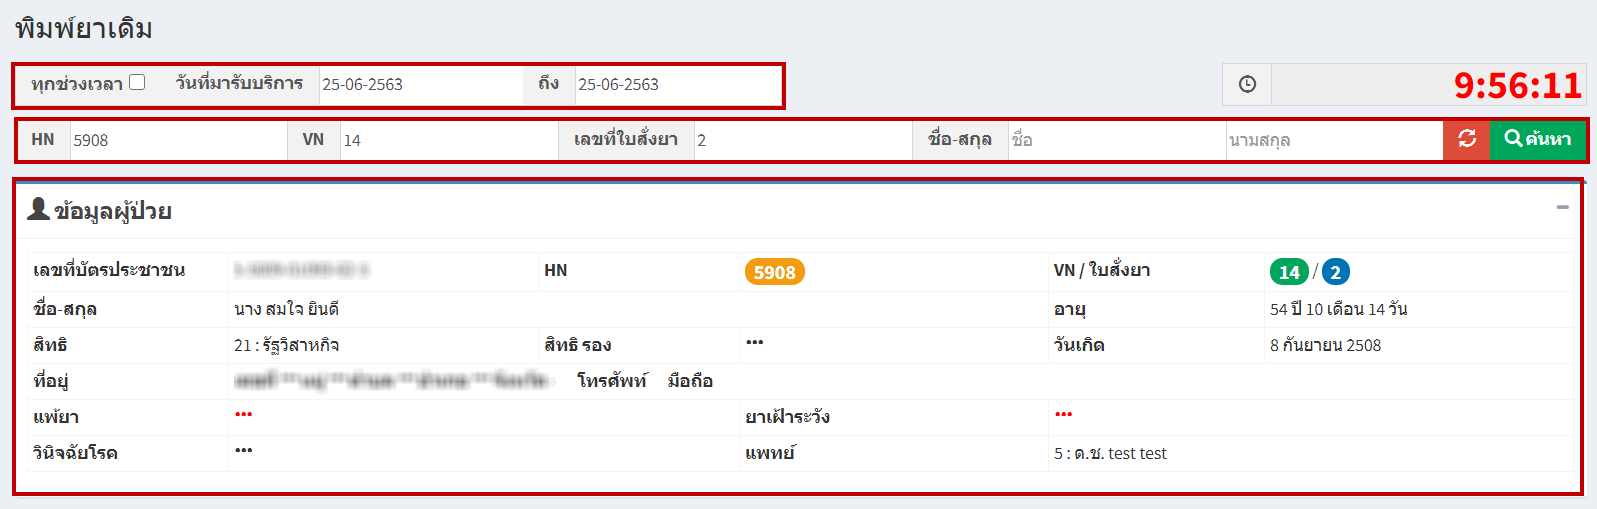 พิมพ์ยาเดิม
ทุกช่วงเวลา วันที่มารับบริการ 25-06-2563 ถึง 25-06-2563 9:56:11
HN 5908 VN 14 เลขที่ใบสั่งยา 2 ชื่อ-สกุล ชื่อ นามสกุล ค้นหา
ข้อมูลผู้ป่วย
เลขที่บัตรประชาชน HN 5908 VN / ใบสั่งยา 14 / 2
ชื่อ-สกุล นาง สมใจ ยินดี อายุ 54 ปี 10 เดือน 14 วัน
สิทธิ 21 : รัฐวิสาหกิจ สิทธิ รอง ••• วันเกิด 8 กันยายน 2508
ที่อยู่ โทรศัพท์ มือถือ
แพ้ยา ••• ยาเฝ้าระวัง •••
วินิจฉัยโรค ••• แพทย์ 5 : ด.ช. test test